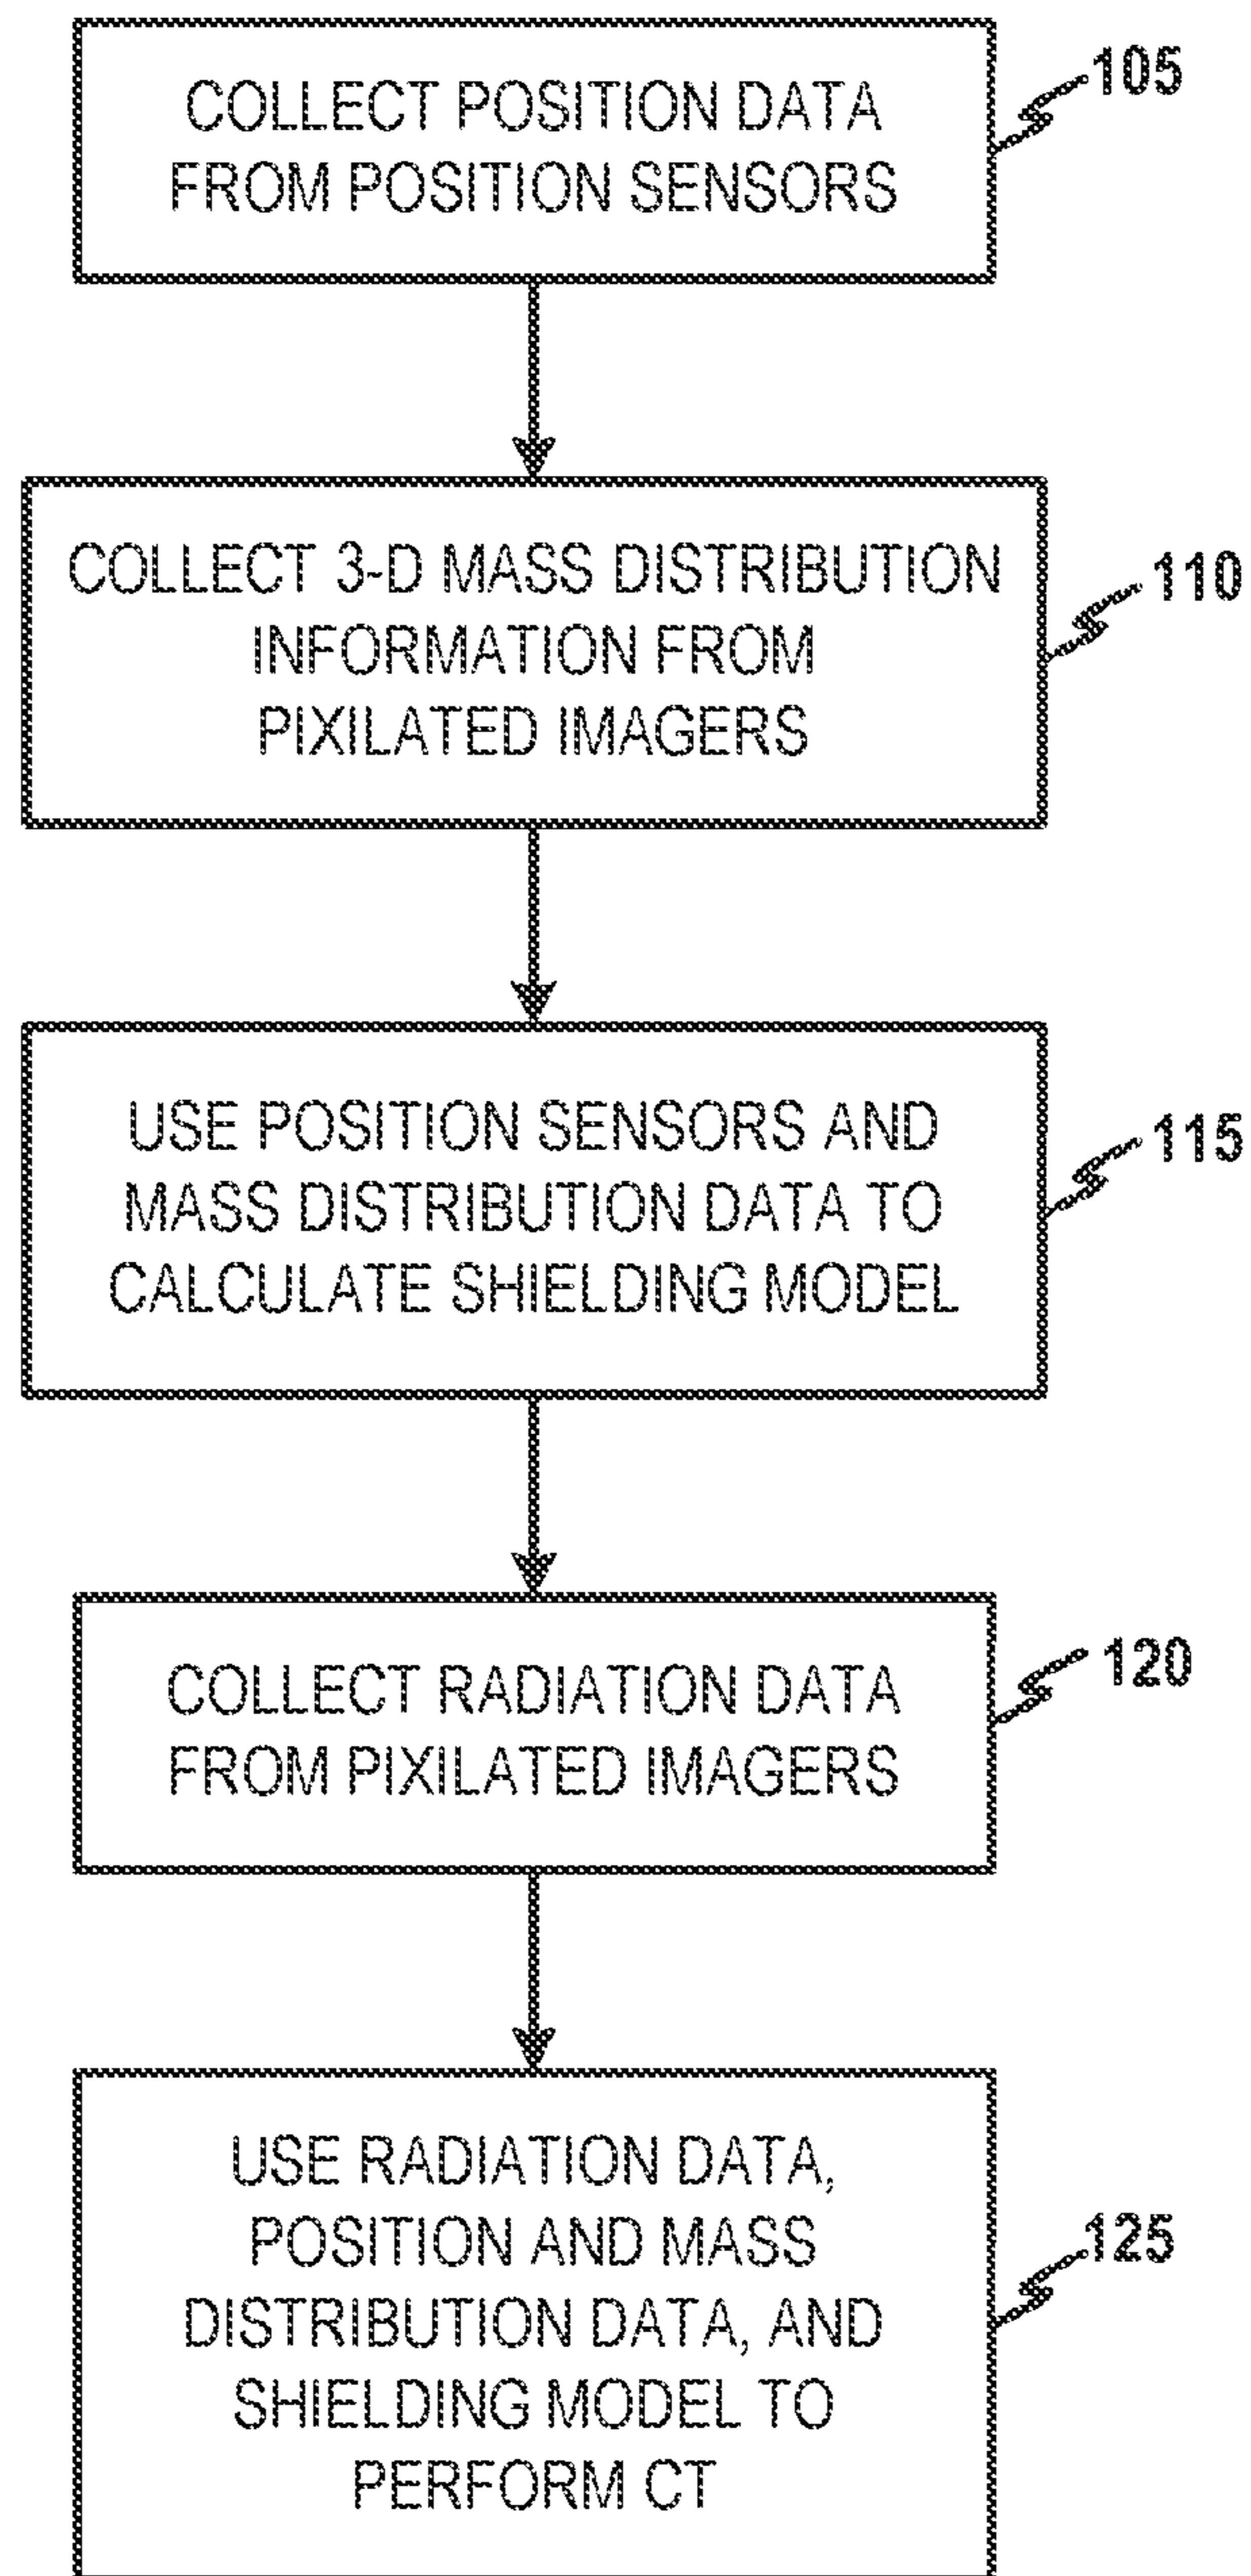 COLLECT POSITION DATA
FROM POSITION SENSORS
105
COLLECT 3-D MASS DISTRIBUTION
INFORMATION FROM
PIXILATED IMAGERS
110
USE POSITION SENSORS AND
MASS DISTRIBUTION DATA TO
CALCULATE SHIELDING MODEL
115
COLLECT RADIATION DATA
FROM PIXILATED IMAGERS
120
USE RADIATION DATA,
POSITION AND MASS
DISTRIBUTION DATA, AND
SHIELDING MODEL TO
PERFORM CT
125